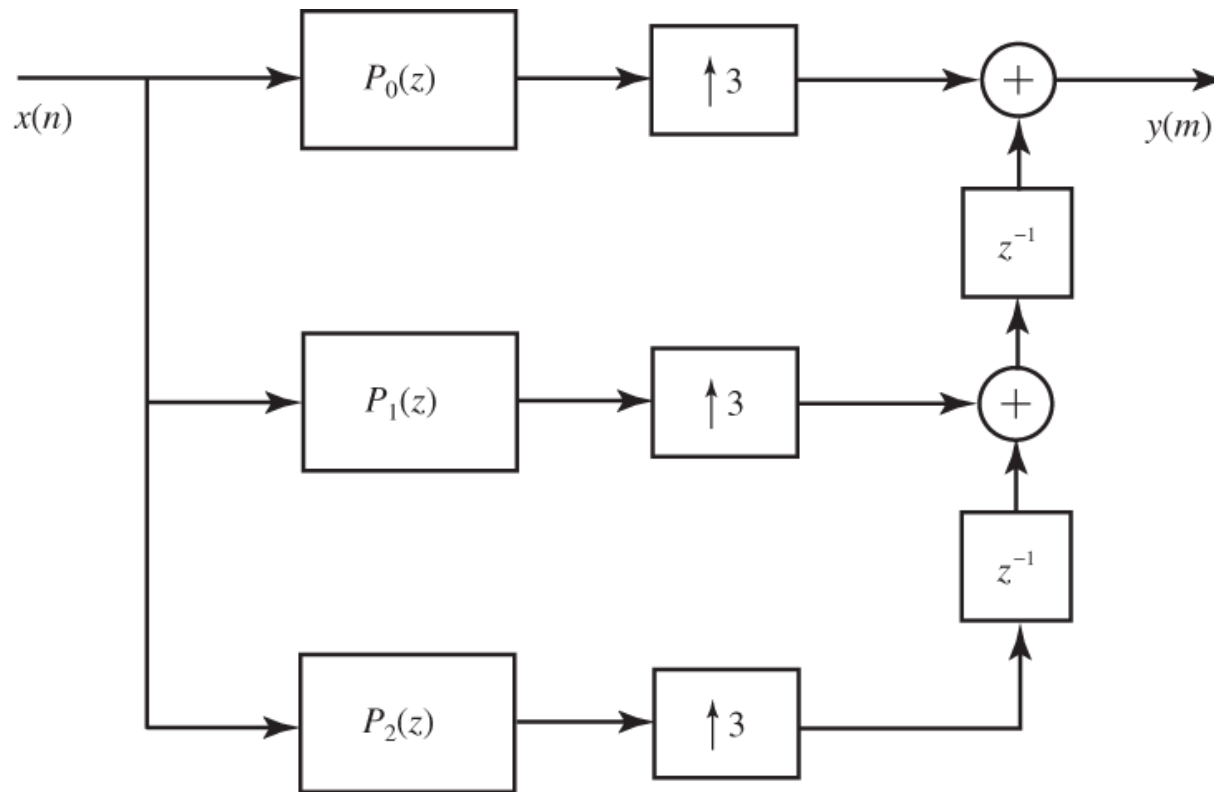 P₀(z)
↑ 3
+
x(n)
y(m)
z⁻¹
P₁(z)
↑ 3
+
z⁻¹
P₂(z)
↑ 3